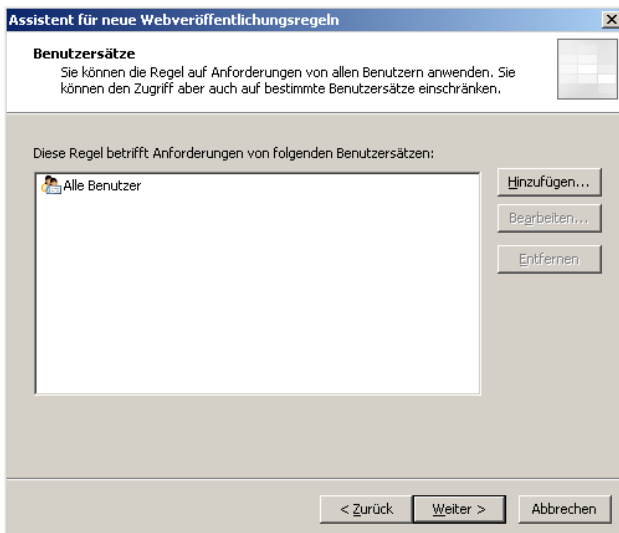 Assistent für neue Webveröffentlichungsregeln
Benutzersätze
Sie können die Regel auf Anforderungen von allen Benutzern anwenden. Sie
können den Zugriff aber auch auf bestimmte Benutzersätze einschränken.
Diese Regel betrifft Anforderungen von folgenden Benutzersätzen:
Alle Benutzer
Hinzufügen...
Bearbeiten...
Entfernen
< Zurück
Weiter >
Abbrechen